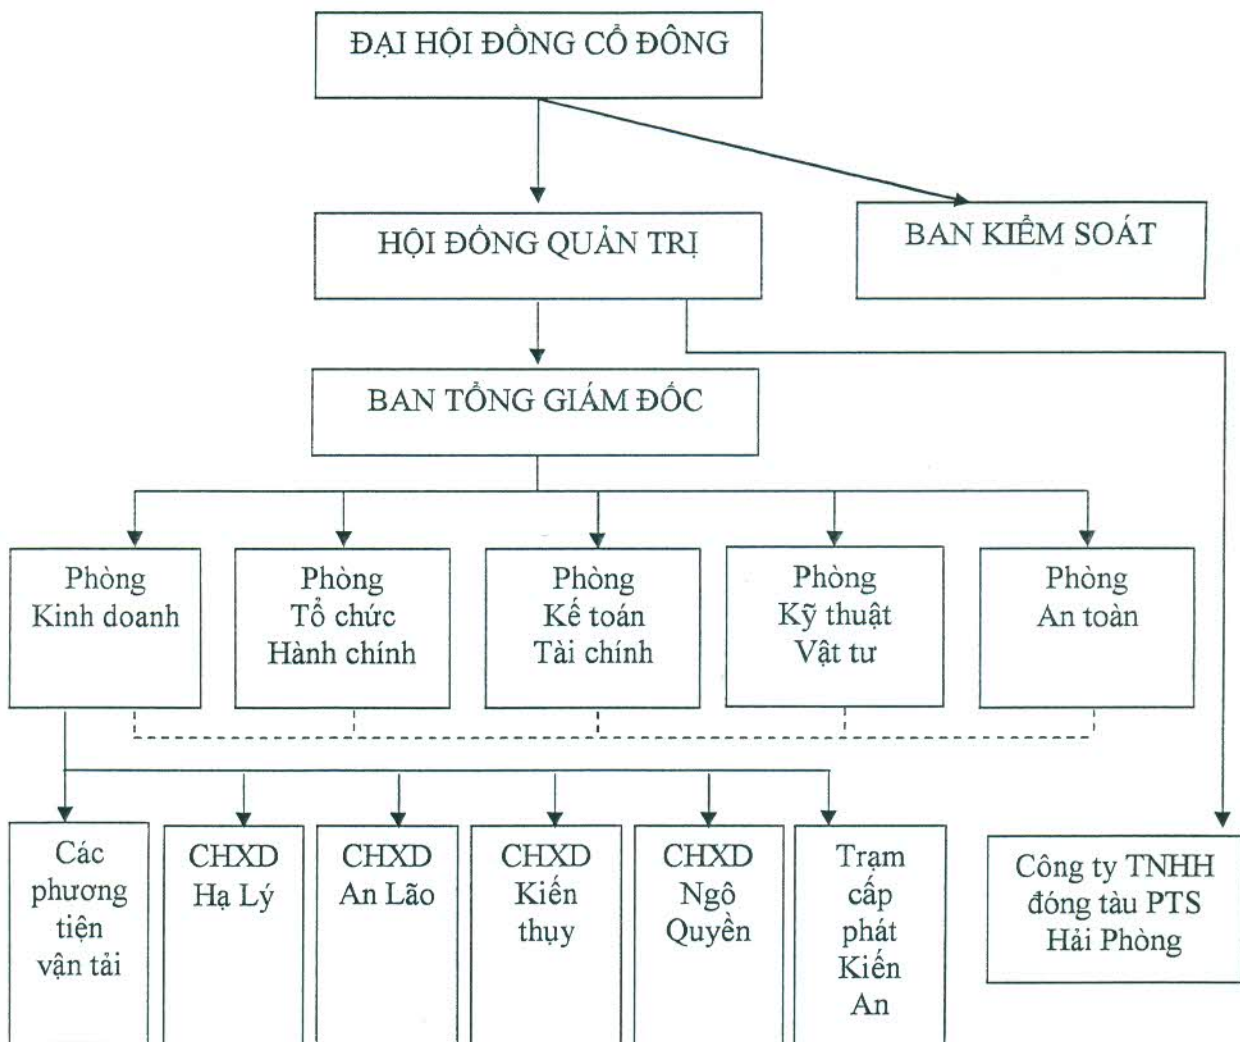 ĐẠI HỘI ĐỒNG CỔ ĐÔNG
HỘI ĐỒNG QUẢN TRỊ
BAN KIỂM SOÁT
BAN TỔNG GIÁM ĐỐC
Phòng
Kinh doanh
Phòng
Tổ chức
Hành chính
Phòng
Kế toán
Tài chính
Phòng
Kỹ thuật
Vật tư
Phòng
An toàn
Các
phương
tiện
vận tải
CHXD
Hạ Lý
CHXD
An Lão
CHXD
Kiến
thụy
CHXD
Ngô
Quyền
Trạm
cấp
phát
Kiến
An
Công ty TNHH
đóng tàu PTS
Hải Phòng